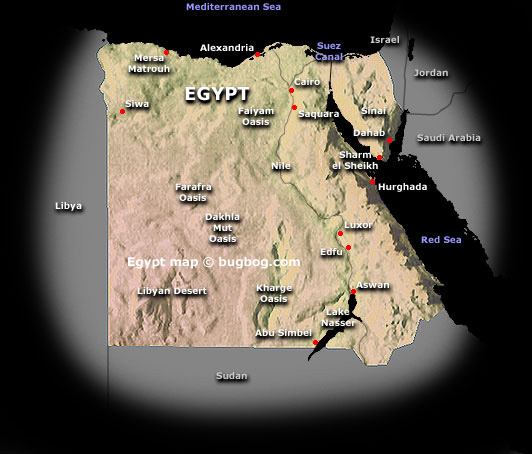 Mediterranean Sea
Israel
Alexandria
Suez
Canal
Mersa
Matrouh
Jordan
Cairo
EGYPT
Siwa
Sinai
Faiyam
Oasis
Saquara
Dahab
Saudi Arabia
Sharm
el Sheikh
Nile
Hurghada
Farafra
Oasis
Libya
Dakhla
Mut
Oasis
Luxor
Red Sea
Edfu
Egypt map © bugbog.com
Aswan
Kharge
Oasis
Libyan Desert
Lake
Nasser
Abu Simbel
Sudan